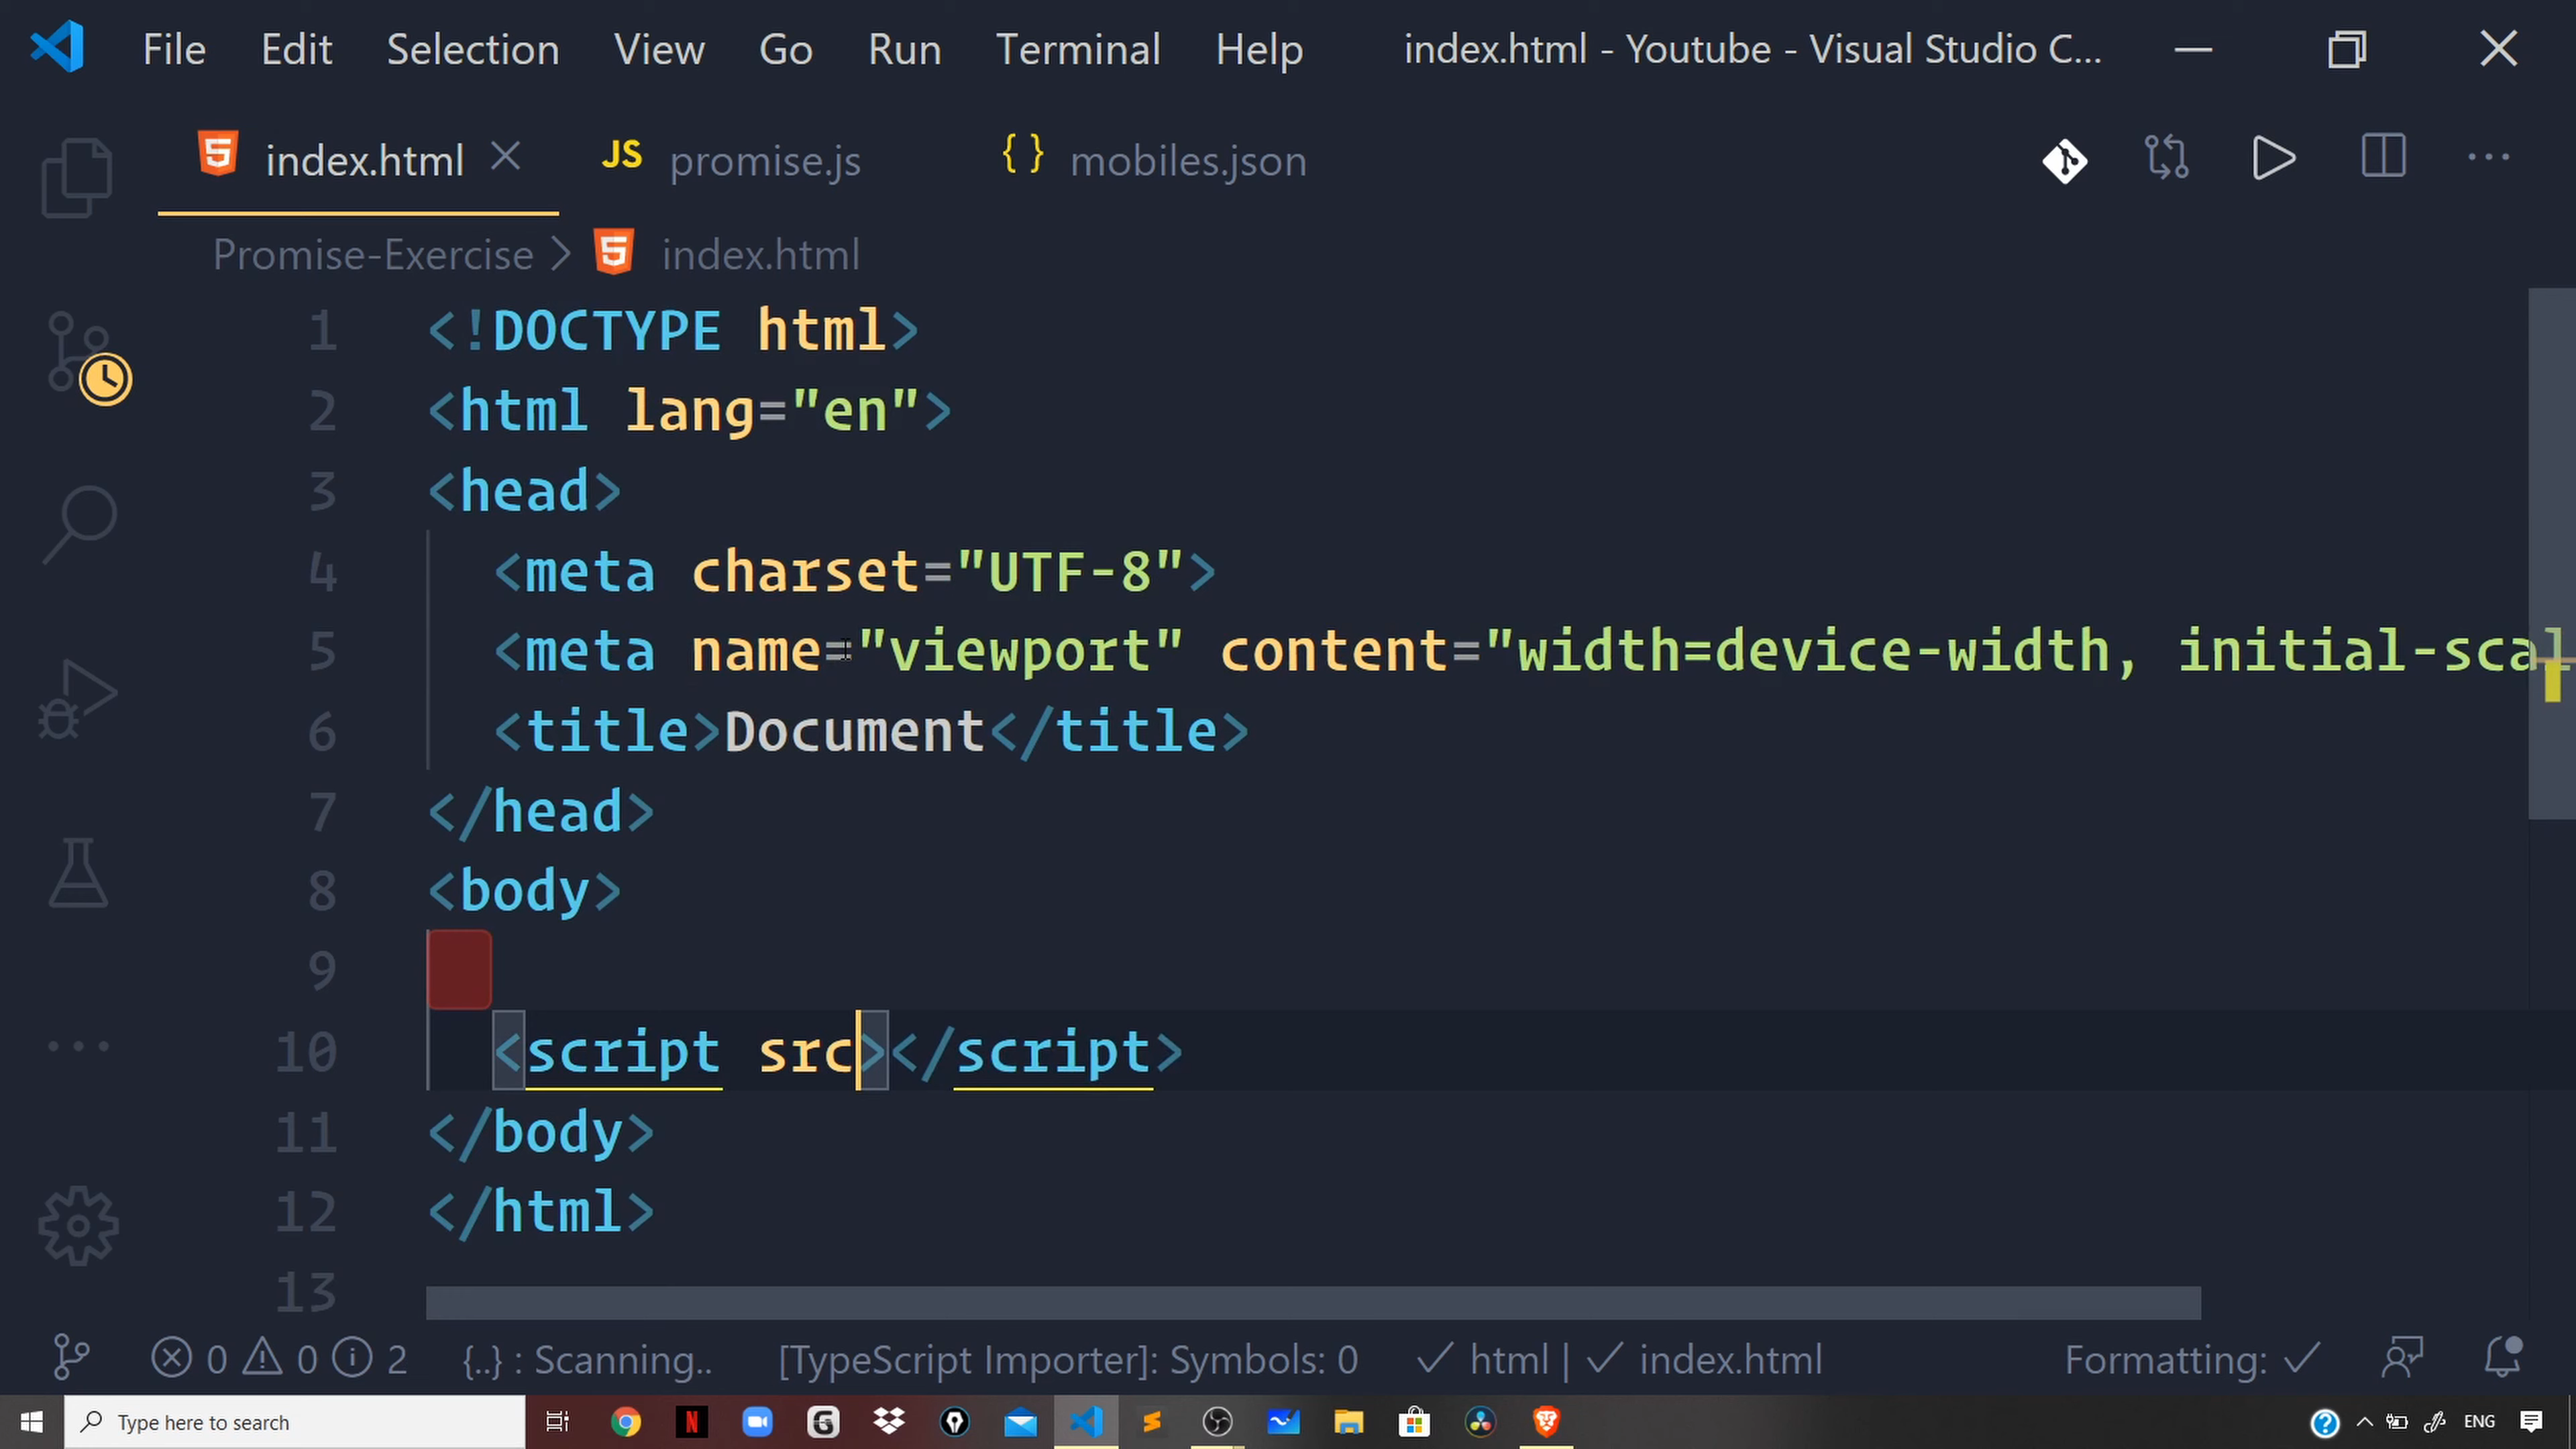 File Edit Selection View Go Run Terminal Help index.html - Youtube - Visual Studio C...
index.html JS promise.js {} mobiles.json
Promise-Exercise > index.html
1 <!DOCTYPE html>
2 <html lang="en">
3 <head>
4 <meta charset="UTF-8">
5 <meta name="viewport" content="width=device-width, initial-scal
6 <title>Document</title>
7 </head>
8 <body>
9
10 <script src></script>
11 </body>
12 </html>
13
0 0 2 {..} : Scanning.. [TypeScript Importer]: Symbols: 0 ✓ html | ✓ index.html Formatting: ✓
Type here to search ENG